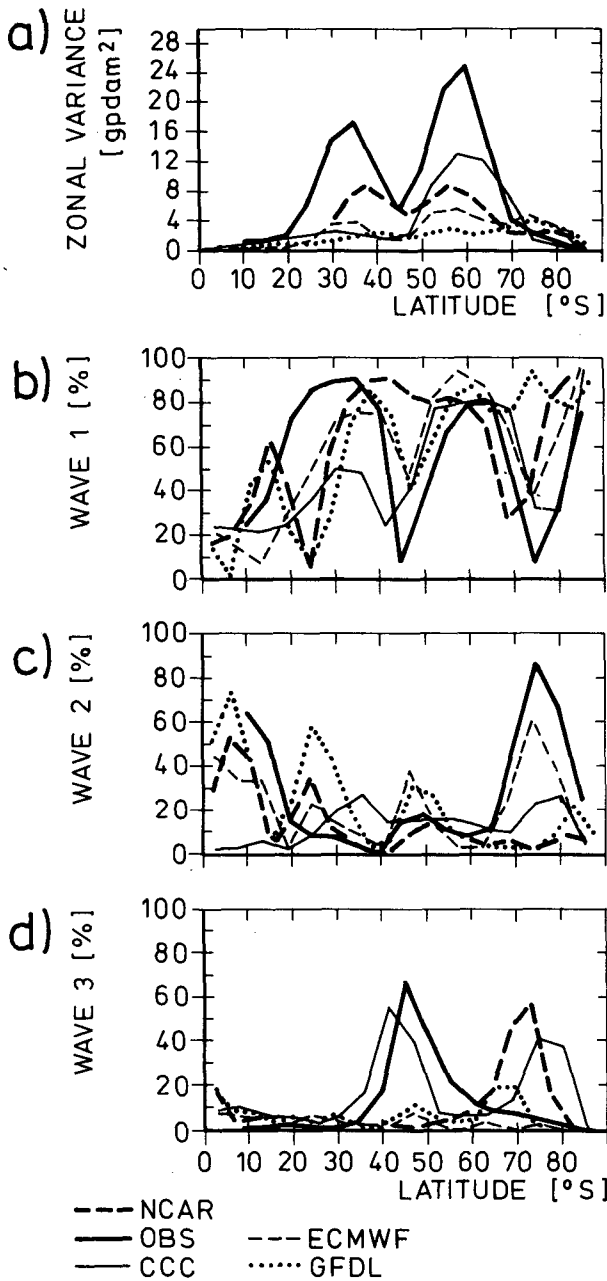 a)
ZONAL VARIANCE
[gpdam²]
28
24
20
16
12
8
4
0
0 10 20 30 40 50 60 70 80
LATITUDE [°S]
b)
WAVE 1 [%]
100
80
60
40
20
0
c)
WAVE 2 [%]
100
80
60
40
20
0
d)
WAVE 3 [%]
100
80
60
40
20
0
0 10 20 30 40 50 60 70 80
LATITUDE [°S]
NCAR
OBS
ECMWF
CCC
GFDL